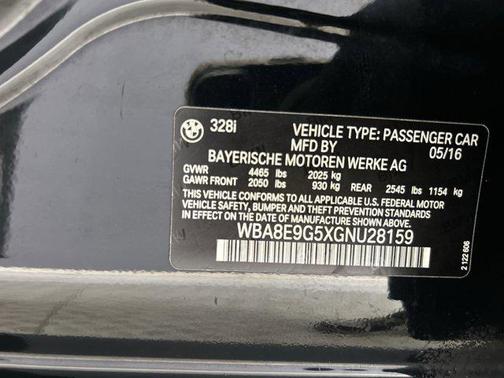 328i VEHICLE TYPE: PASSENGER CAR
MFD BY 05/16
BAYERISCHE MOTOREN WERKE AG
GVWR 4465 lbs 2025 kg
GAWR FRONT 2050 lbs 930 kg REAR 2545 lbs 1154 kg
THIS VEHICLE CONFORMS TO ALL APPLICABLE FEDERAL MOTOR
VEHICLE SAFETY, BUMPER AND THEFT PREVENTION STANDARDS
IN EFFECT ON THE DATE OF MANUFACTURE SHOWN ABOVE.
WBA8E9G5XGNU28159
2 122 606